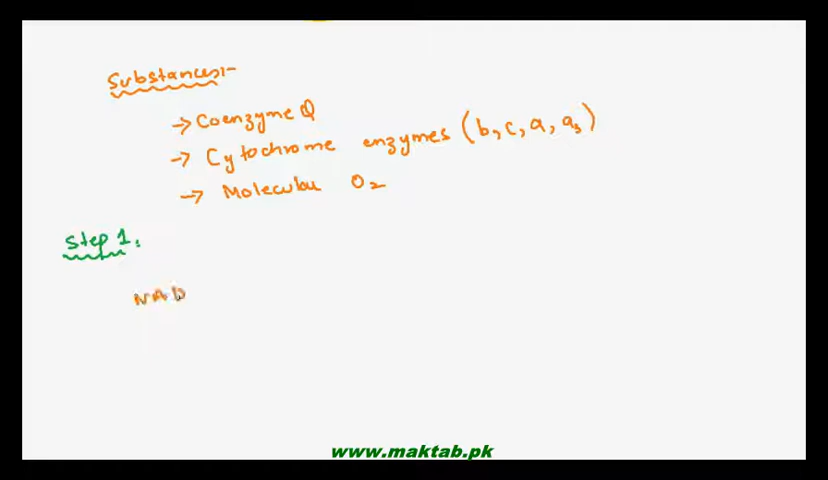 Substances:-
→ Coenzyme Q
→ Cytochrome enzymes (b, c, a, a3)
→ Molecular O2
Step 1:
NAD
www.maktab.pk